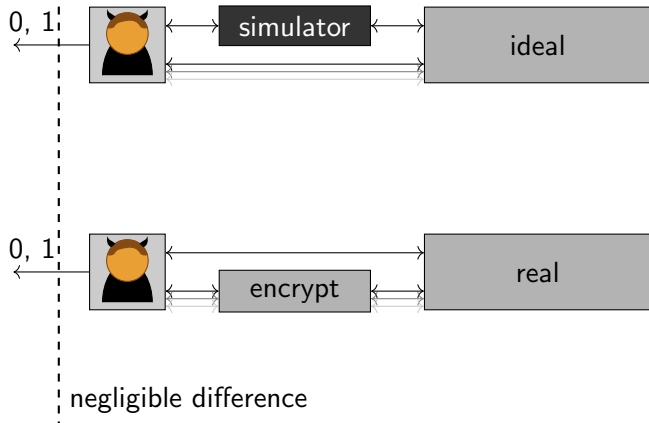 0, 1
simulator
ideal
0, 1
encrypt
real
negligible difference